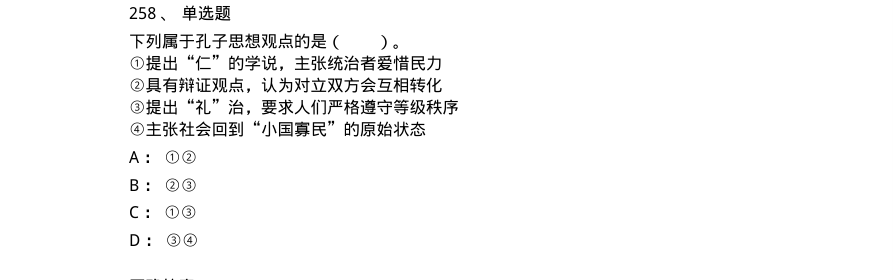 258、 单选题
下列属于孔子思想观点的是（　　）。
①提出“仁”的学说，主张统治者爱惜民力
②具有辩证观点，认为对立双方会互相转化
③提出“礼”治，要求人们严格遵守等级秩序
④主张社会回到“小国寡民”的原始状态
A： ①②
B： ②③
C： ①③
D： ③④